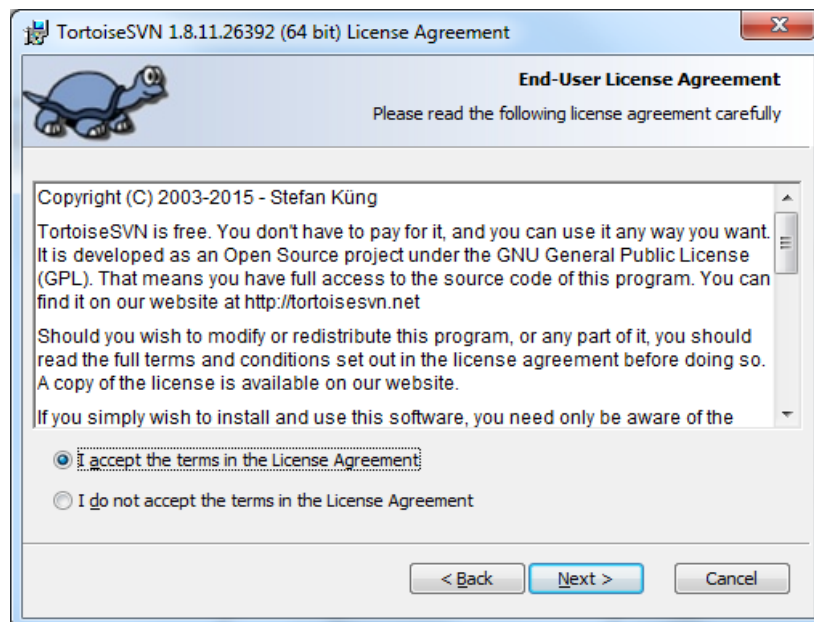 TortoiseSVN 1.8.11.26392 (64 bit) License Agreement
End-User License Agreement
Please read the following license agreement carefully
Copyright (C) 2003-2015 - Stefan Küng
TortoiseSVN is free. You don't have to pay for it, and you can use it any way you want.
It is developed as an Open Source project under the GNU General Public License
(GPL). That means you have full access to the source code of this program. You can
find it on our website at http://tortoisesvn.net
Should you wish to modify or redistribute this program, or any part of it, you should
read the full terms and conditions set out in the license agreement before doing so.
A copy of the license is available on our website.
If you simply wish to install and use this software, you need only be aware of the
I accept the terms in the License Agreement
I do not accept the terms in the License Agreement
< Back Next > Cancel